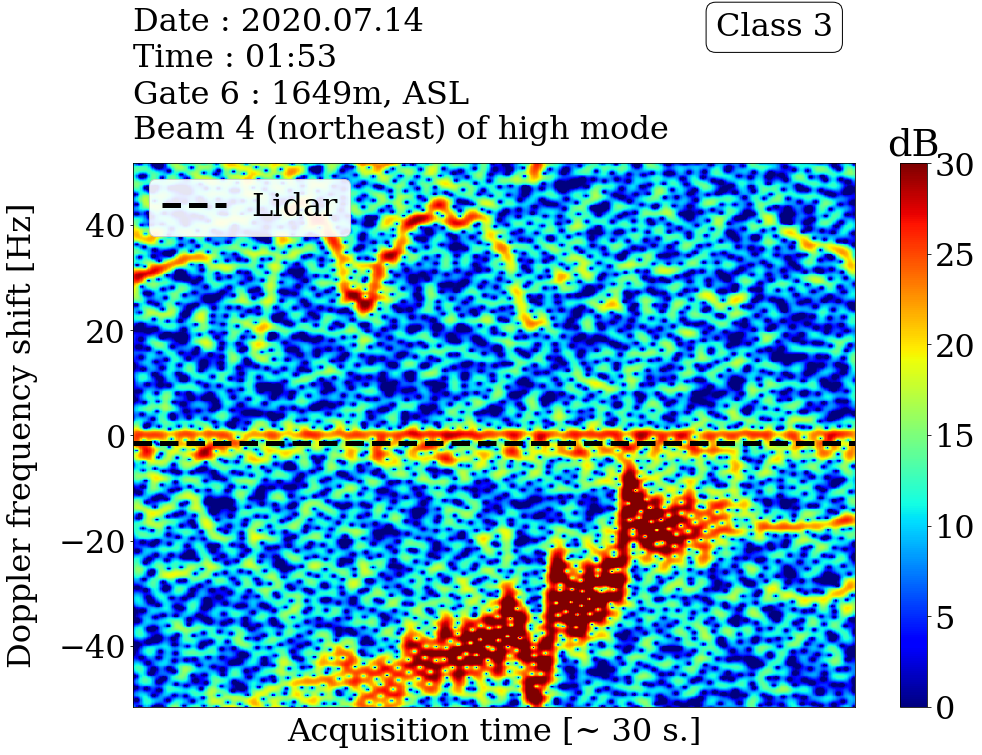 Date : 2020.07.14
Time : 01:53
Gate 6 : 1649m, ASL
Beam 4 (northeast) of high mode
Class 3
dB
Lidar
Doppler frequency shift [Hz]
40
20
0
−20
−40
Acquisition time [~ 30 s.]
30
25
20
15
10
5
0